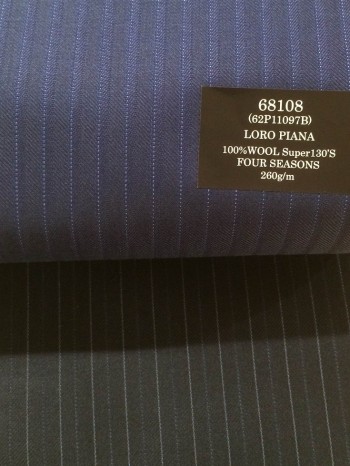 68108
(62P11097B)
LORO PIANA
100%WOOL Super130'S
FOUR SEASONS
260g/m